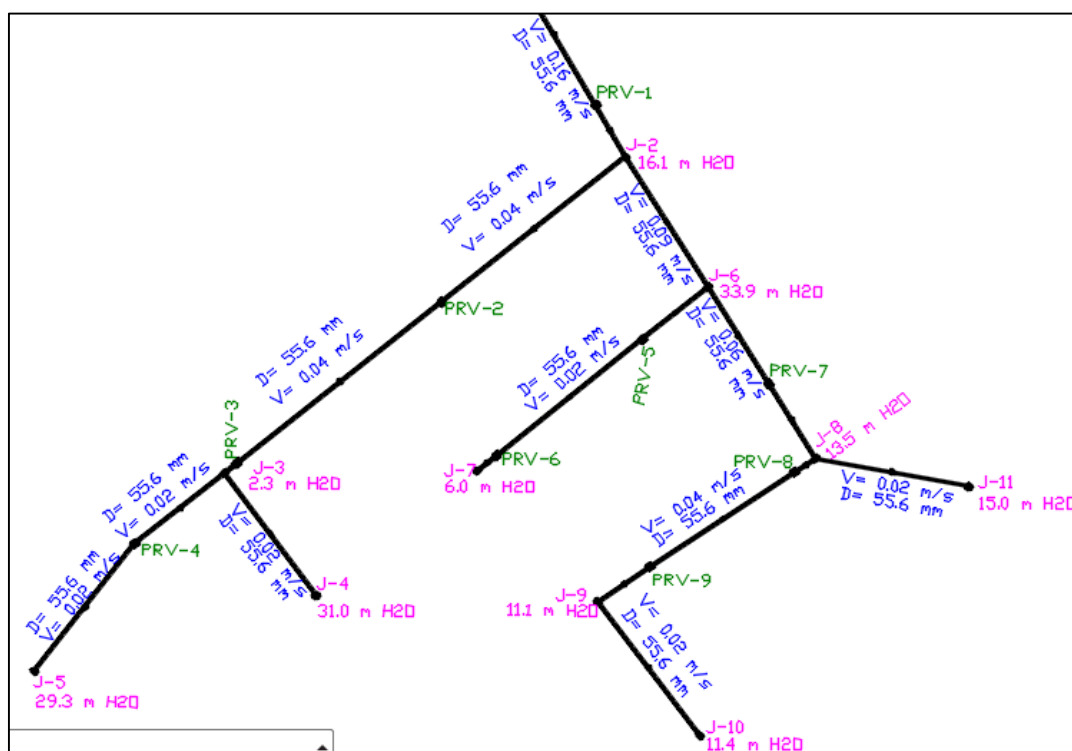 V= 0.16 m/s
D= 55.6 mm
PRV-1
J-2
16.1 m H2O
D= 55.6 mm
V= 0.04 m/s
V= 0.09 m/s
D= 55.6 mm
J-6
33.9 m H2O
PRV-2
PRV-5
D= 55.6 mm
V= 0.02 m/s
V= 0.06 m/s
D= 55.6 mm
PRV-7
D= 55.6 mm
V= 0.04 m/s
PRV-3
J-3
2.3 m H2O
J-7
6.0 m H2O
PRV-6
J-8
13.5 m H2O
PRV-8
V= 0.02 m/s
D= 55.6 mm
J-11
15.0 m H2O
D= 55.6 mm
V= 0.02 m/s
PRV-4
V= 0.02 m/s
D= 55.6 mm
J-4
31.0 m H2O
V= 0.04 m/s
D= 55.6 mm
PRV-9
J-9
11.1 m H2O
D= 55.6 mm
V= 0.02 m/s
J-5
29.3 m H2O
V= 0.02 m/s
D= 55.6 mm
J-10
11.4 m H2O